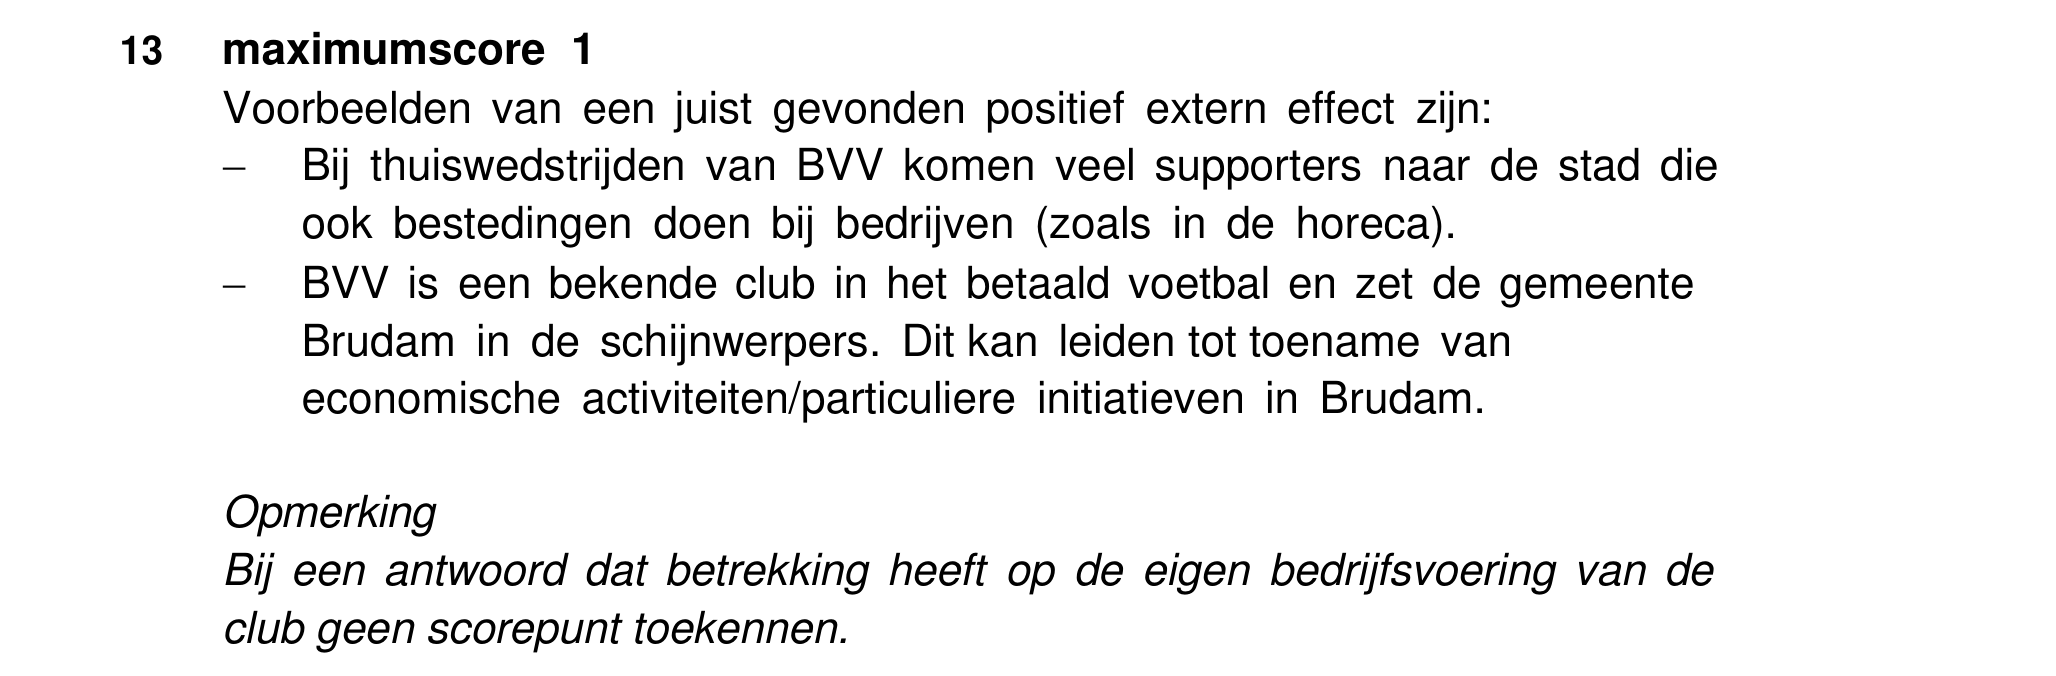 13 maximumscore 1
Voorbeelden van een juist gevonden positief extern effect zijn:
– Bij thuiswedstrijden van BVV komen veel supporters naar de stad die
ook bestedingen doen bij bedrijven (zoals in de horeca).
– BVV is een bekende club in het betaald voetbal en zet de gemeente
Brudam in de schijnwerpers. Dit kan leiden tot toename van
economische activiteiten/particuliere initiatieven in Brudam.
Opmerking
Bij een antwoord dat betrekking heeft op de eigen bedrijfsvoering van de
club geen scorepunt toekennen.